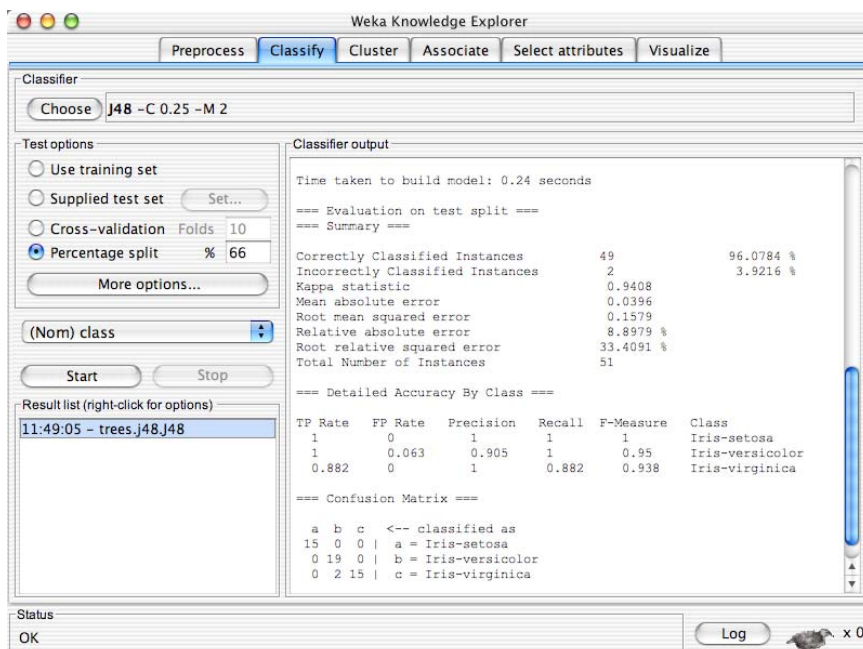 Weka Knowledge Explorer
Preprocess Classify Cluster Associate Select attributes Visualize
Classifier
Choose J48 -C 0.25 -M 2
Test options
Use training set
Supplied test set Set...
Cross-validation Folds 10
Percentage split % 66
More options...
(Nom) class
Start Stop
Result list (right-click for options)
11:49:05 - trees.j48.J48
Classifier output
Time taken to build model: 0.24 seconds
=== Evaluation on test split ===
=== Summary ===
Correctly Classified Instances 49 96.0784 %
Incorrectly Classified Instances 2 3.9216 %
Kappa statistic 0.9408
Mean absolute error 0.0396
Root mean squared error 0.1579
Relative absolute error 8.8979 %
Root relative squared error 33.4091 %
Total Number of Instances 51
=== Detailed Accuracy By Class ===
TP Rate FP Rate Precision Recall F-Measure Class
1 0 1 1 1 Iris-setosa
1 0.063 0.905 1 0.95 Iris-versicolor
0.882 0 1 0.882 0.938 Iris-virginica
=== Confusion Matrix ===
a b c <-- classified as
15 0 0 | a = Iris-setosa
0 19 0 | b = Iris-versicolor
0 2 15 | c = Iris-virginica
Status
OK
Log x 0